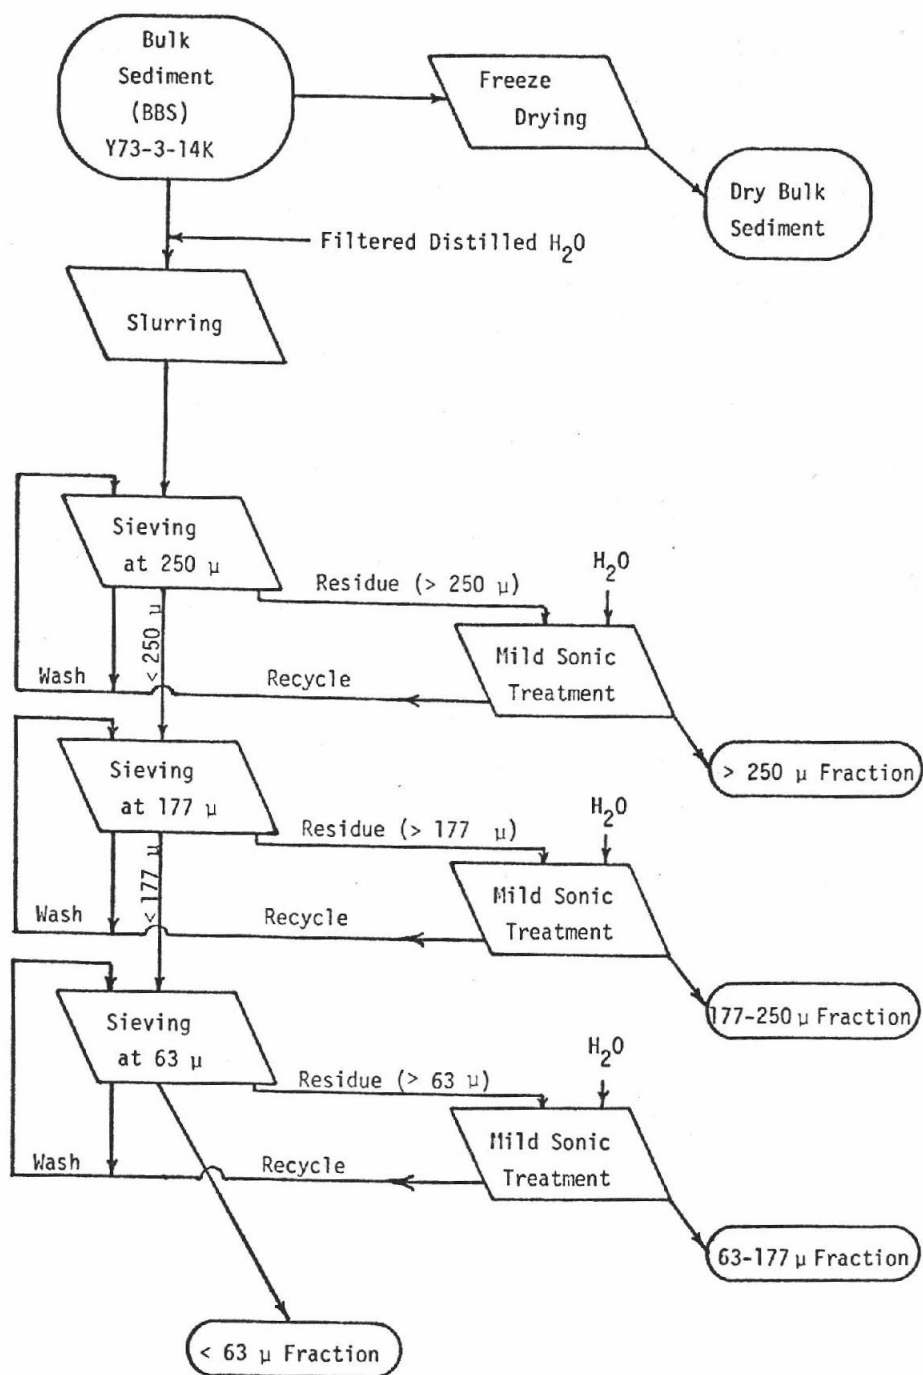 Bulk
Sediment
(BBS)
Y73-3-14K
Freeze
Drying
Dry Bulk
Sediment
Filtered Distilled H₂O
Slurring
Sieving
at 250 μ
Residue (> 250 μ)
H₂O
< 250 μ
Mild Sonic
Treatment
Wash
Recycle
> 250 μ Fraction
Sieving
at 177 μ
Residue (> 177 μ)
H₂O
< 177 μ
Mild Sonic
Treatment
Wash
Recycle
177-250 μ Fraction
Sieving
at 63 μ
Residue (> 63 μ)
H₂O
Mild Sonic
Treatment
Wash
Recycle
63-177 μ Fraction
< 63 μ Fraction